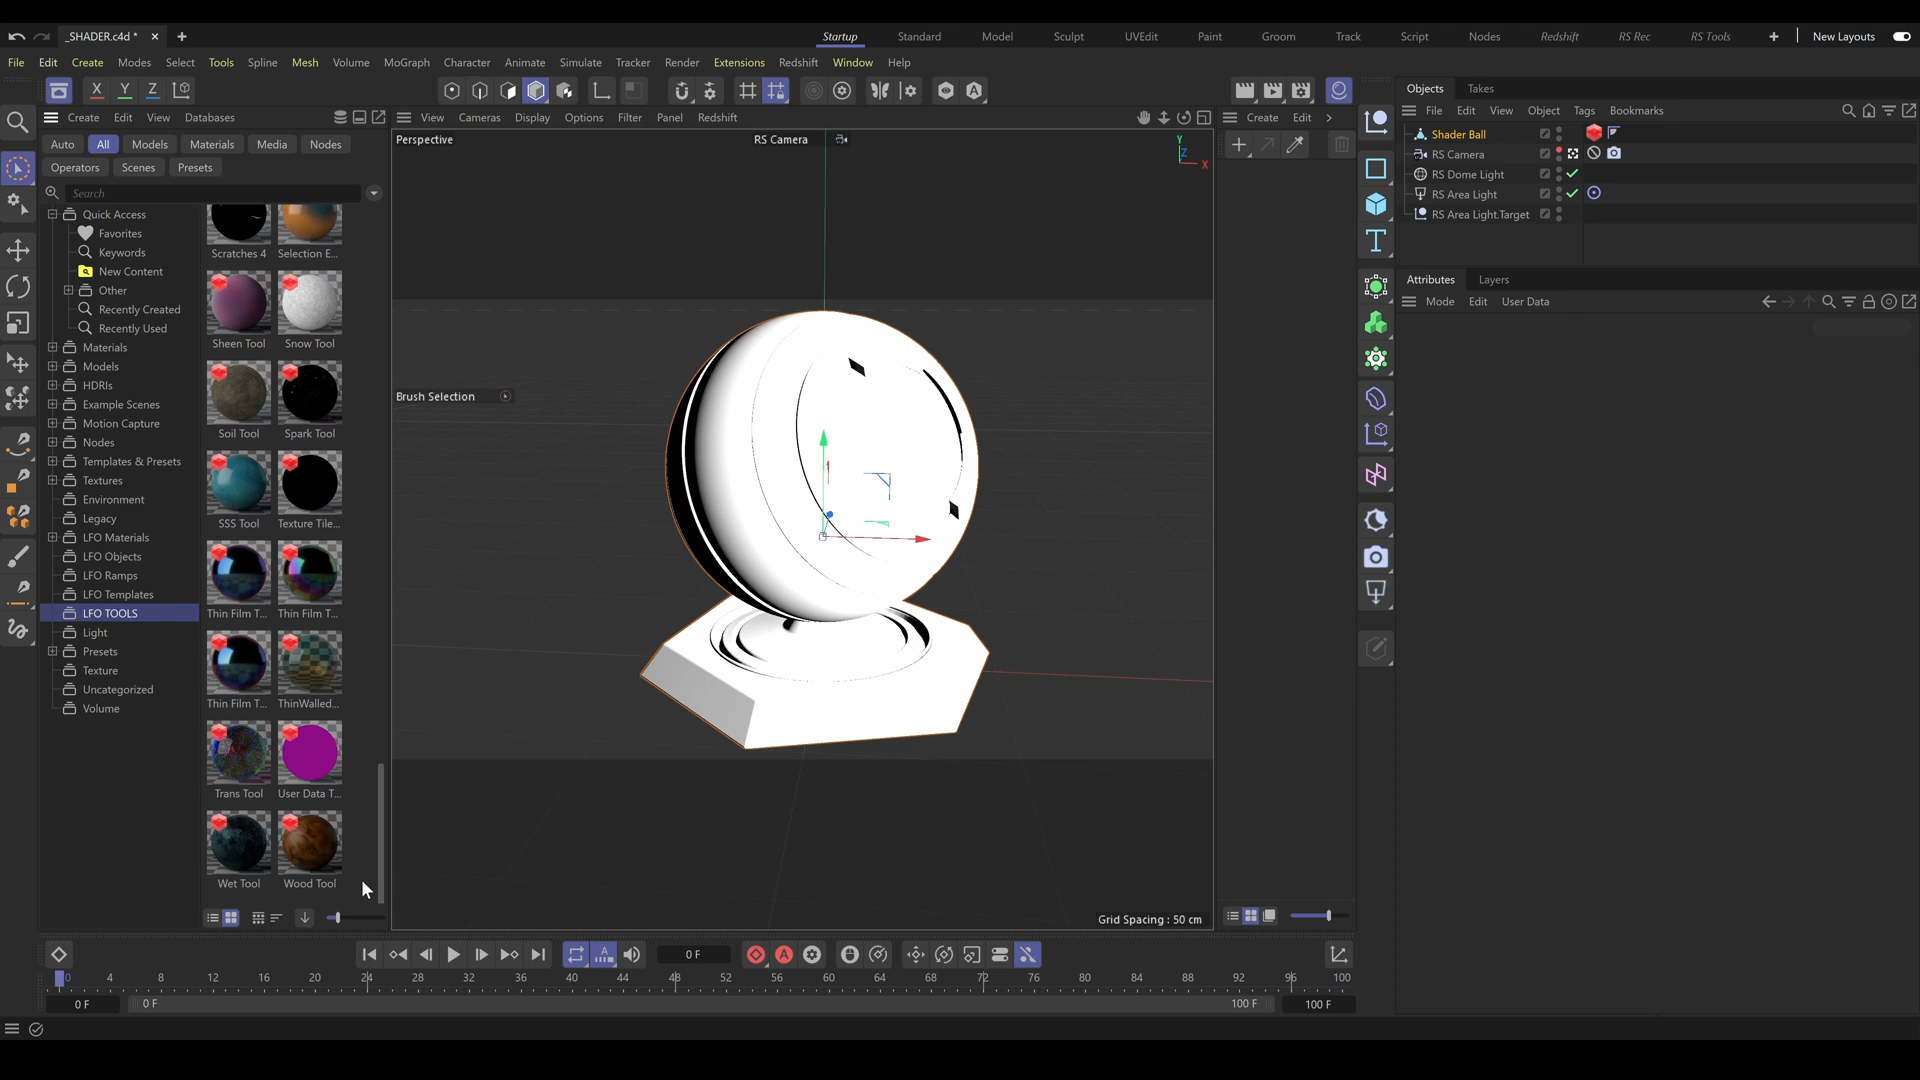 _SHADER.c4d *
Startup Standard Model Sculpt UVEdit Paint Groom Track Script Nodes Redshift RS Rec RS Tools New Layouts
File Edit Create Modes Select Tools Spline Mesh Volume MoGraph Character Animate Simulate Tracker Render Extensions Redshift Window Help
X Y Z
Objects Takes
Create Edit View Databases
View Cameras Display Options Filter Panel Redshift
Create Edit
File Edit View Object Tags Bookmarks
Auto All Models Materials Media Nodes
Operators Scenes Presets
Search
Perspective
RS Camera
Y
Z
X
Shader Ball
RS Camera
RS Dome Light
RS Area Light
RS Area Light.Target
Attributes Layers
Mode Edit User Data
Quick Access
Favorites
Keywords
New Content
Other
Recently Created
Recently Used
Materials
Models
HDRIs
Example Scenes
Motion Capture
Nodes
Templates & Presets
Textures
Environment
Legacy
LFO Materials
LFO Objects
LFO Ramps
LFO Templates
LFO TOOLS
Light
Presets
Texture
Uncategorized
Volume
Scratches 4 Selection E...
Sheen Tool Snow Tool
Soil Tool Spark Tool
SSS Tool Texture Tile...
Thin Film T... Thin Film T...
Thin Film T... ThinWalled...
Trans Tool User Data T...
Wet Tool Wood Tool
Brush Selection
Grid Spacing : 50 cm
0 F
0 4 8 12 16 20 24 28 32 36 40 44 48 52 56 60 64 68 72 76 80 84 88 92 96 100
0 F 0 F 100 F 100 F